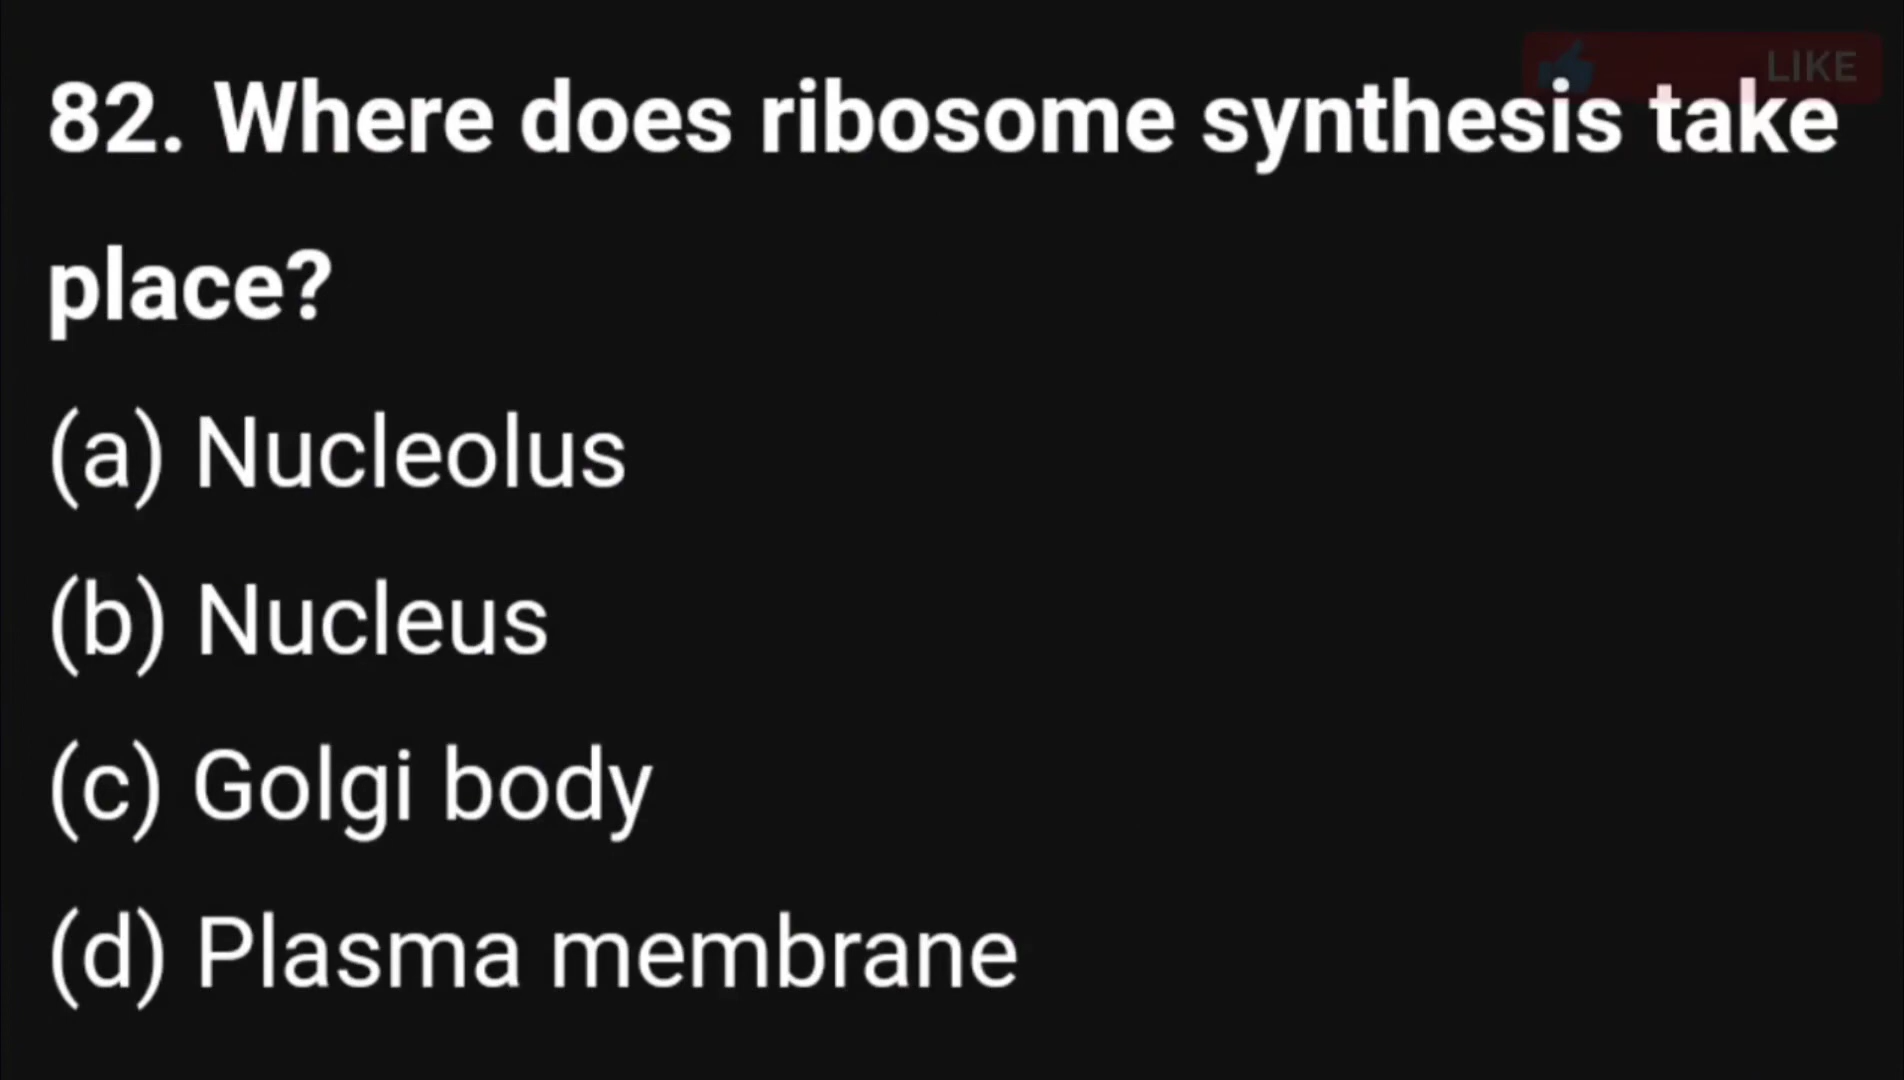 LIKE
82. Where does ribosome synthesis take
place?
(a) Nucleolus
(b) Nucleus
(c) Golgi body
(d) Plasma membrane